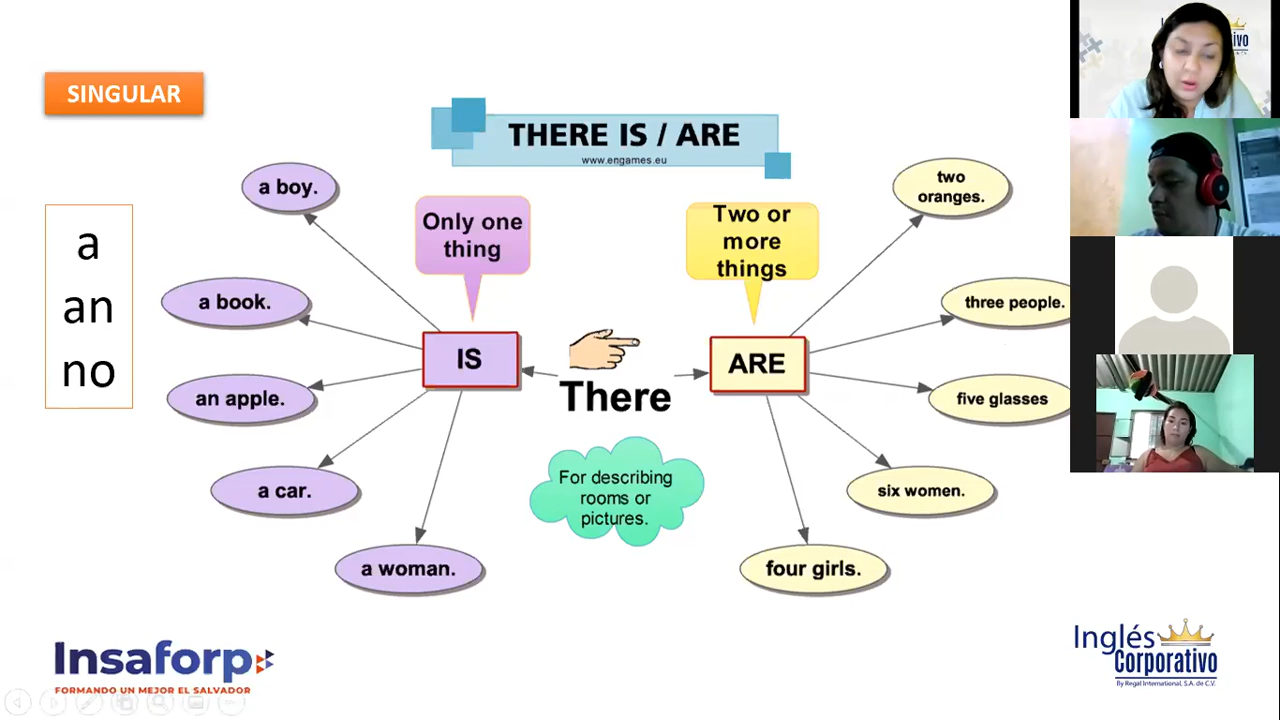 SINGULAR
THERE IS / ARE
www.engames.eu
a
an
no
a boy.
a book.
an apple.
a car.
a woman.
Only one
thing
IS
There
For describing
rooms or
pictures.
Two or
more
things
ARE
two
oranges.
three people.
five glasses
six women.
four girls.
Insaforp
FORMANDO UN MEJOR EL SALVADOR
Inglés
Corporativo
By Regal International, S.A. de C.V.